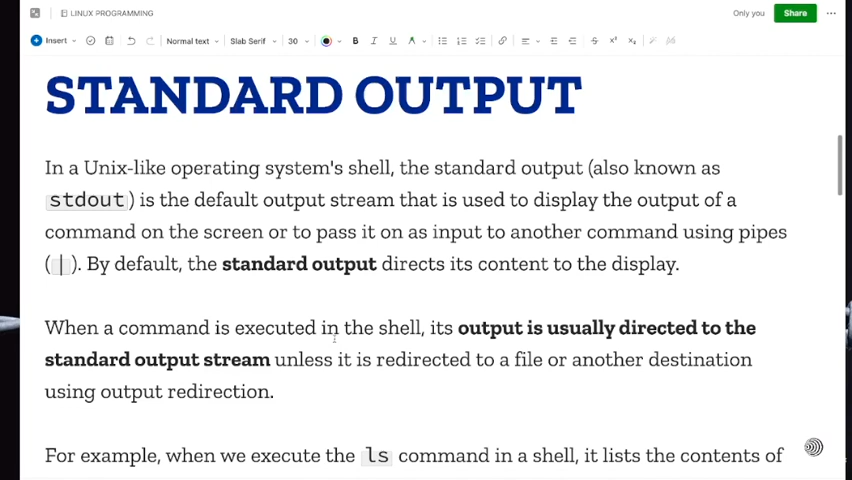 LINUX PROGRAMMING
Only you
Share
Insert
Normal text
Slab Serif
30
B
I
U
A
S
x²
x₂
STANDARD OUTPUT
In a Unix-like operating system's shell, the standard output (also known as
stdout) is the default output stream that is used to display the output of a
command on the screen or to pass it on as input to another command using pipes
(|). By default, the standard output directs its content to the display.
When a command is executed in the shell, its output is usually directed to the
standard output stream unless it is redirected to a file or another destination
using output redirection.
For example, when we execute the ls command in a shell, it lists the contents of